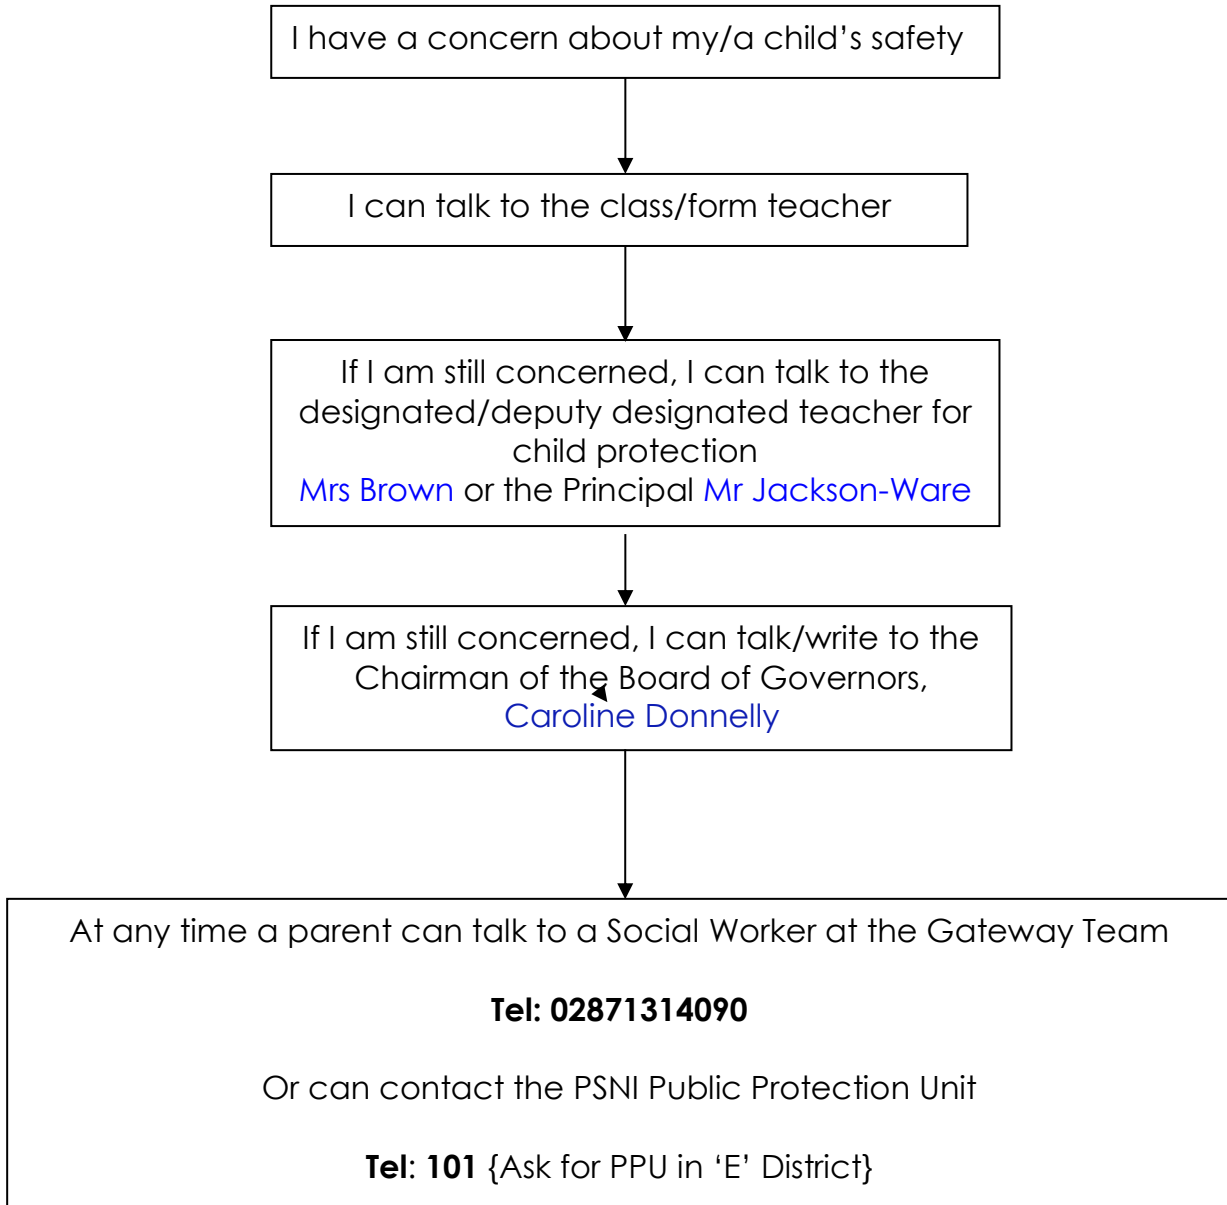 I have a concern about my/a child’s safety
I can talk to the class/form teacher
If I am still concerned, I can talk to the
designated/deputy designated teacher for
child protection
Mrs Brown or the Principal Mr Jackson-Ware
If I am still concerned, I can talk/write to the
Chairman of the Board of Governors,
Caroline Donnelly
At any time a parent can talk to a Social Worker at the Gateway Team
Tel: 02871314090
Or can contact the PSNI Public Protection Unit
Tel: 101 {Ask for PPU in ‘E’ District}